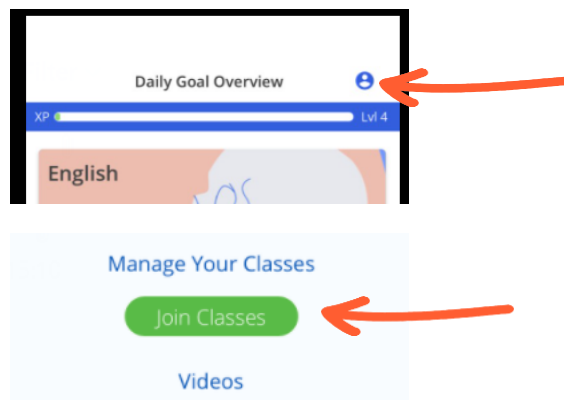 Daily Goal Overview
XP Lvl 4
English
Manage Your Classes
Join Classes
Videos